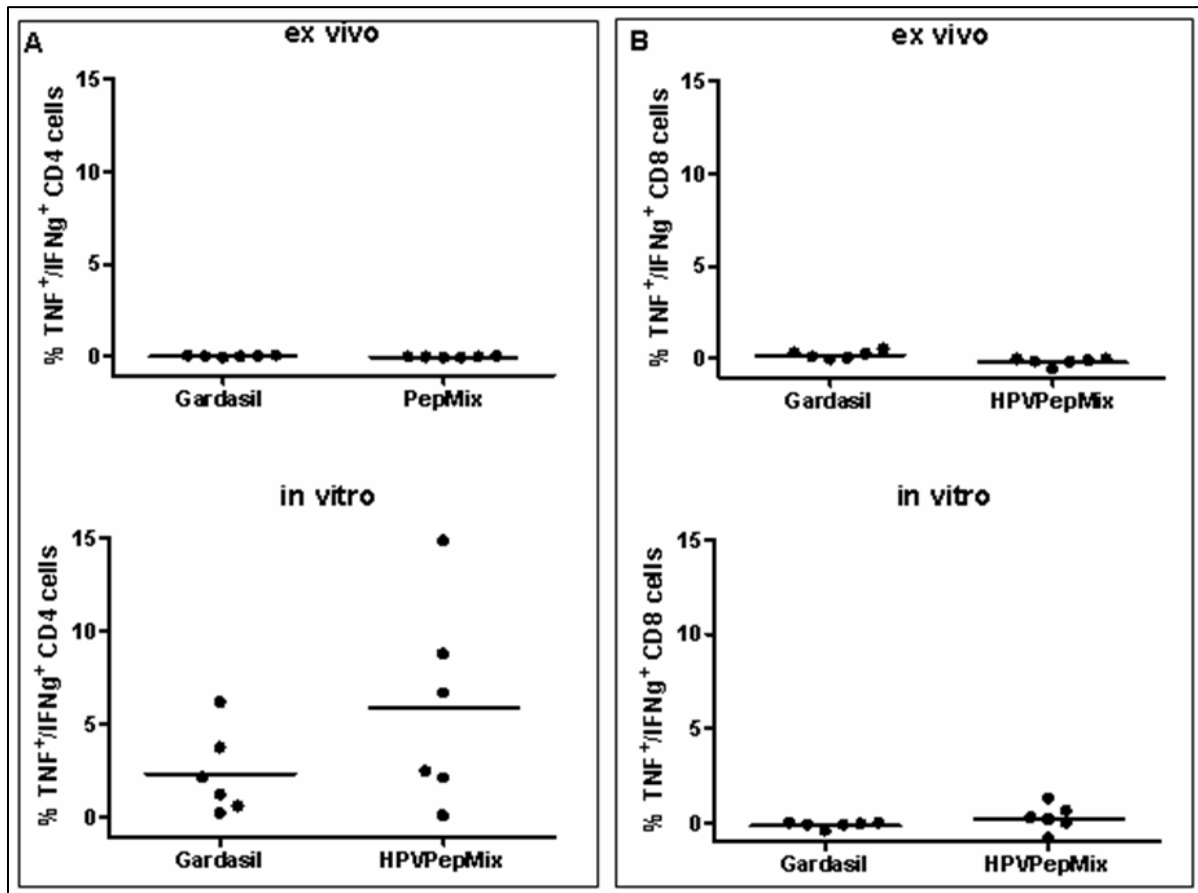 A
ex vivo
% TNF+/IFNg+ CD4 cells
15
10
5
0
Gardasil
PepMix
in vitro
% TNF+/IFNg+ CD4 cells
15
10
5
0
Gardasil
HPVPepMix
B
ex vivo
% TNF+/IFNg+ CD8 cells
15
10
5
0
Gardasil
HPVPepMix
in vitro
% TNF+/IFNg+ CD8 cells
15
10
5
0
Gardasil
HPVPepMix